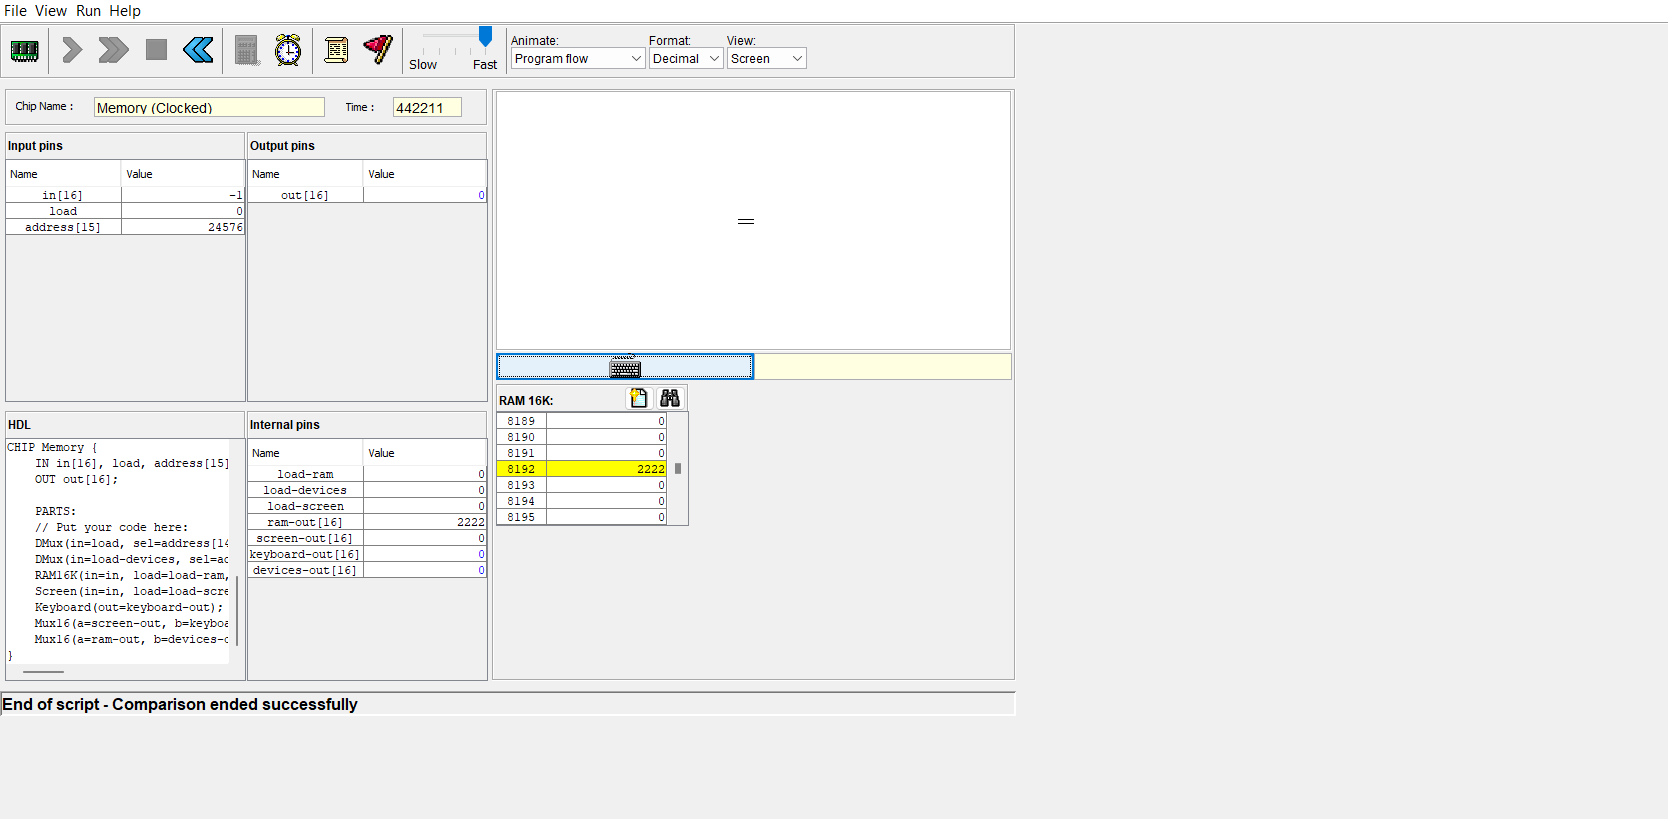 File View Run Help
Slow Fast
Animate: Format: View:
Program flow Decimal Screen
Chip Name : Memory (Clocked) Time : 442211
Input pins
Name Value
in[16] -1
load 0
address[15] 24576
Output pins
Name Value
out[16] 0
HDL
CHIP Memory {
IN in[16], load, address[15]
OUT out[16];
PARTS:
// Put your code here:
DMux(in=load, sel=address[14
DMux(in=load-devices, sel=ad
RAM16K(in=in, load=load-ram,
Screen(in=in, load=load-scre
Keyboard(out=keyboard-out);
Mux16(a=screen-out, b=keyboa
Mux16(a=ram-out, b=devices-o
}
Internal pins
Name Value
load-ram 0
load-devices 0
load-screen 0
ram-out[16] 2222
screen-out[16] 0
keyboard-out[16] 0
devices-out[16] 0
RAM 16K:
8189 0
8190 0
8191 0
8192 2222
8193 0
8194 0
8195 0
End of script - Comparison ended successfully